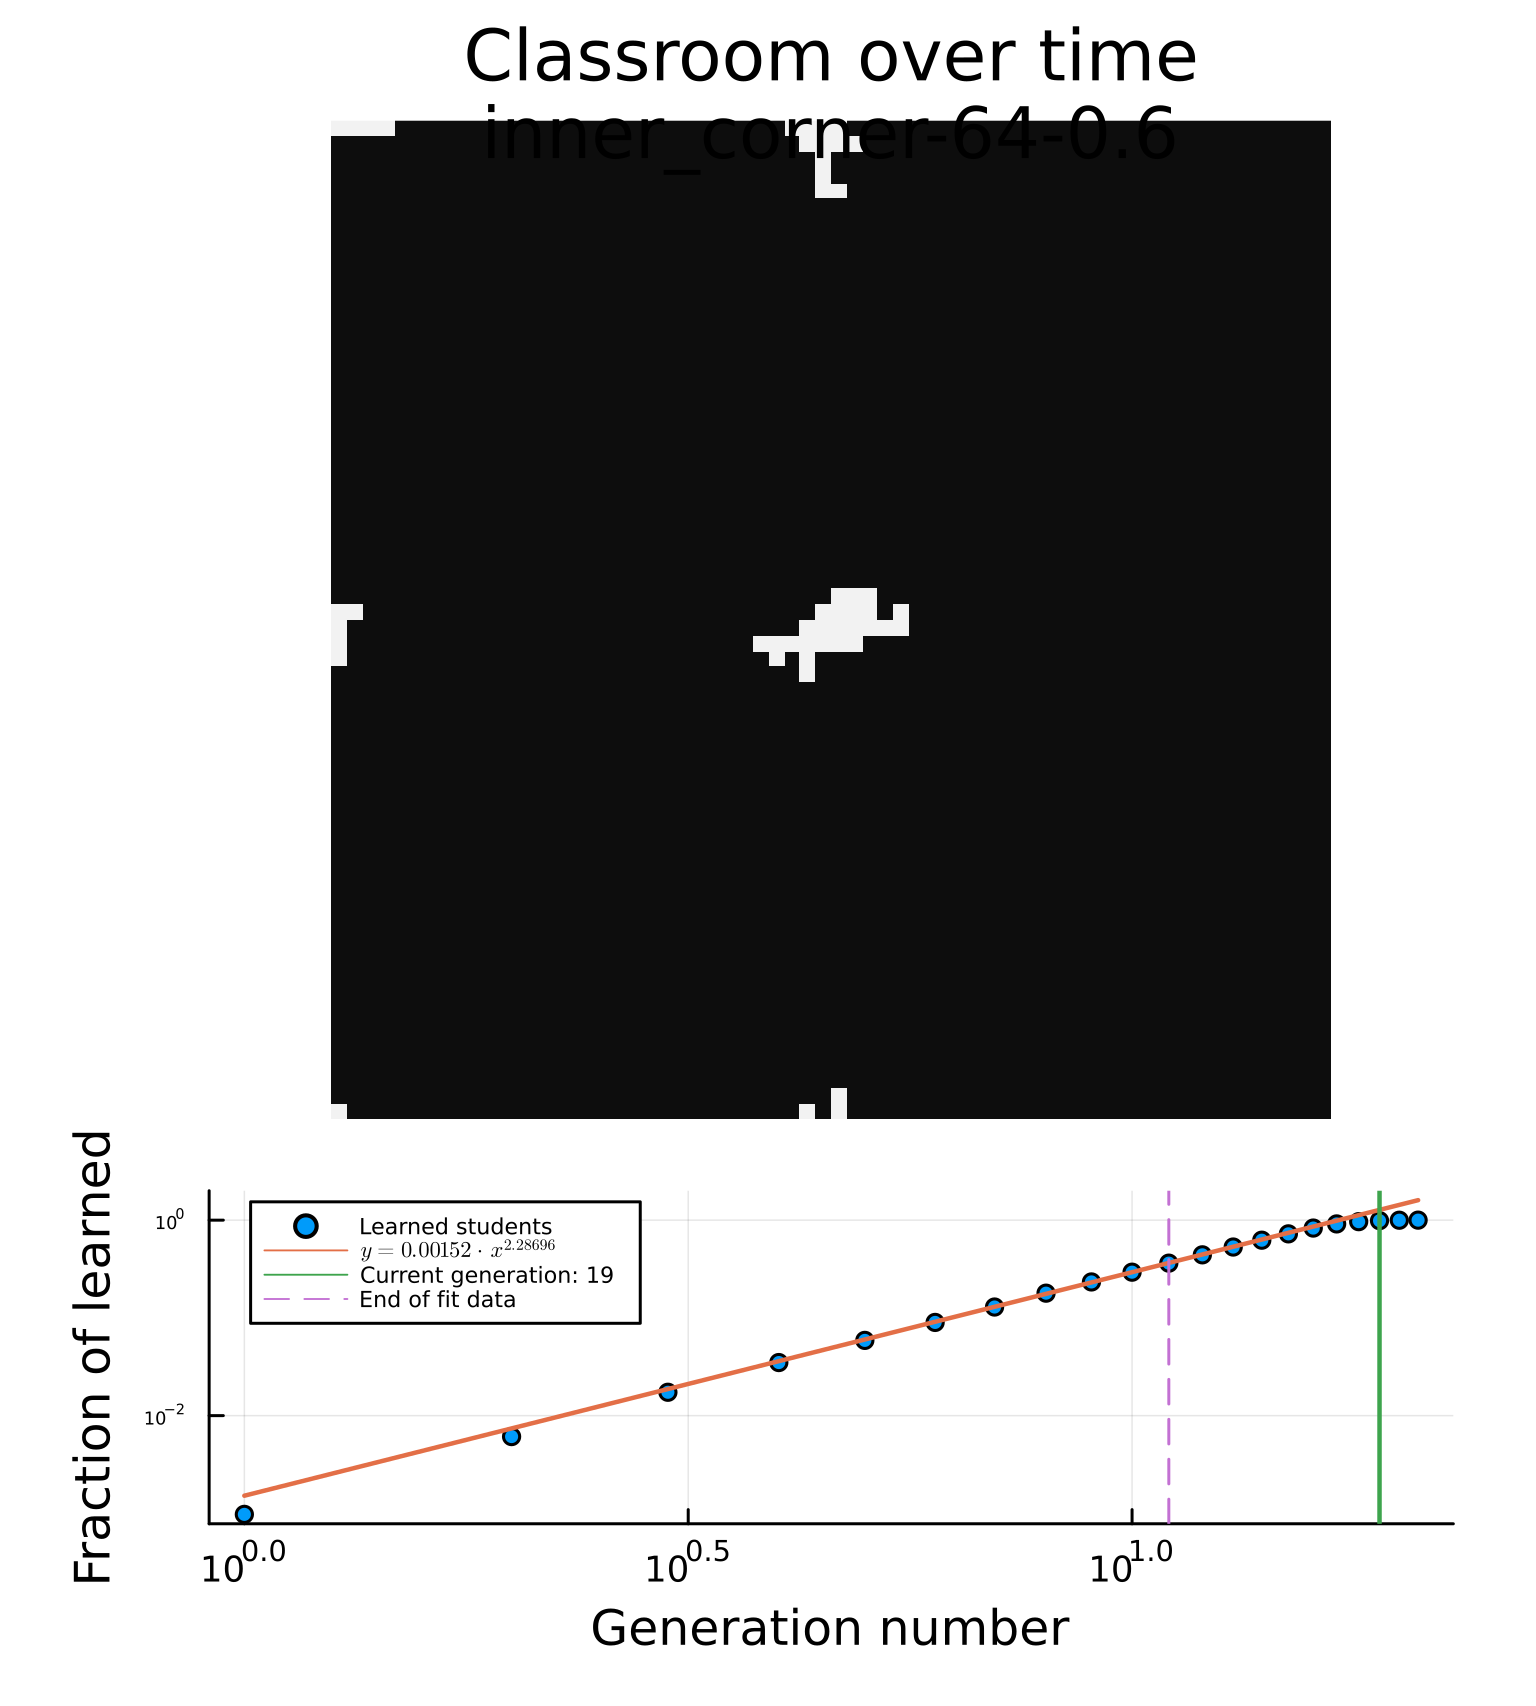 Classroom over time
inner_corner-64-0.6
Fraction of learned
10^0
10^−2
Learned students
y = 0.00152 · x^2.28696
Current generation: 19
End of fit data
10^0.0
10^0.5
10^1.0
Generation number